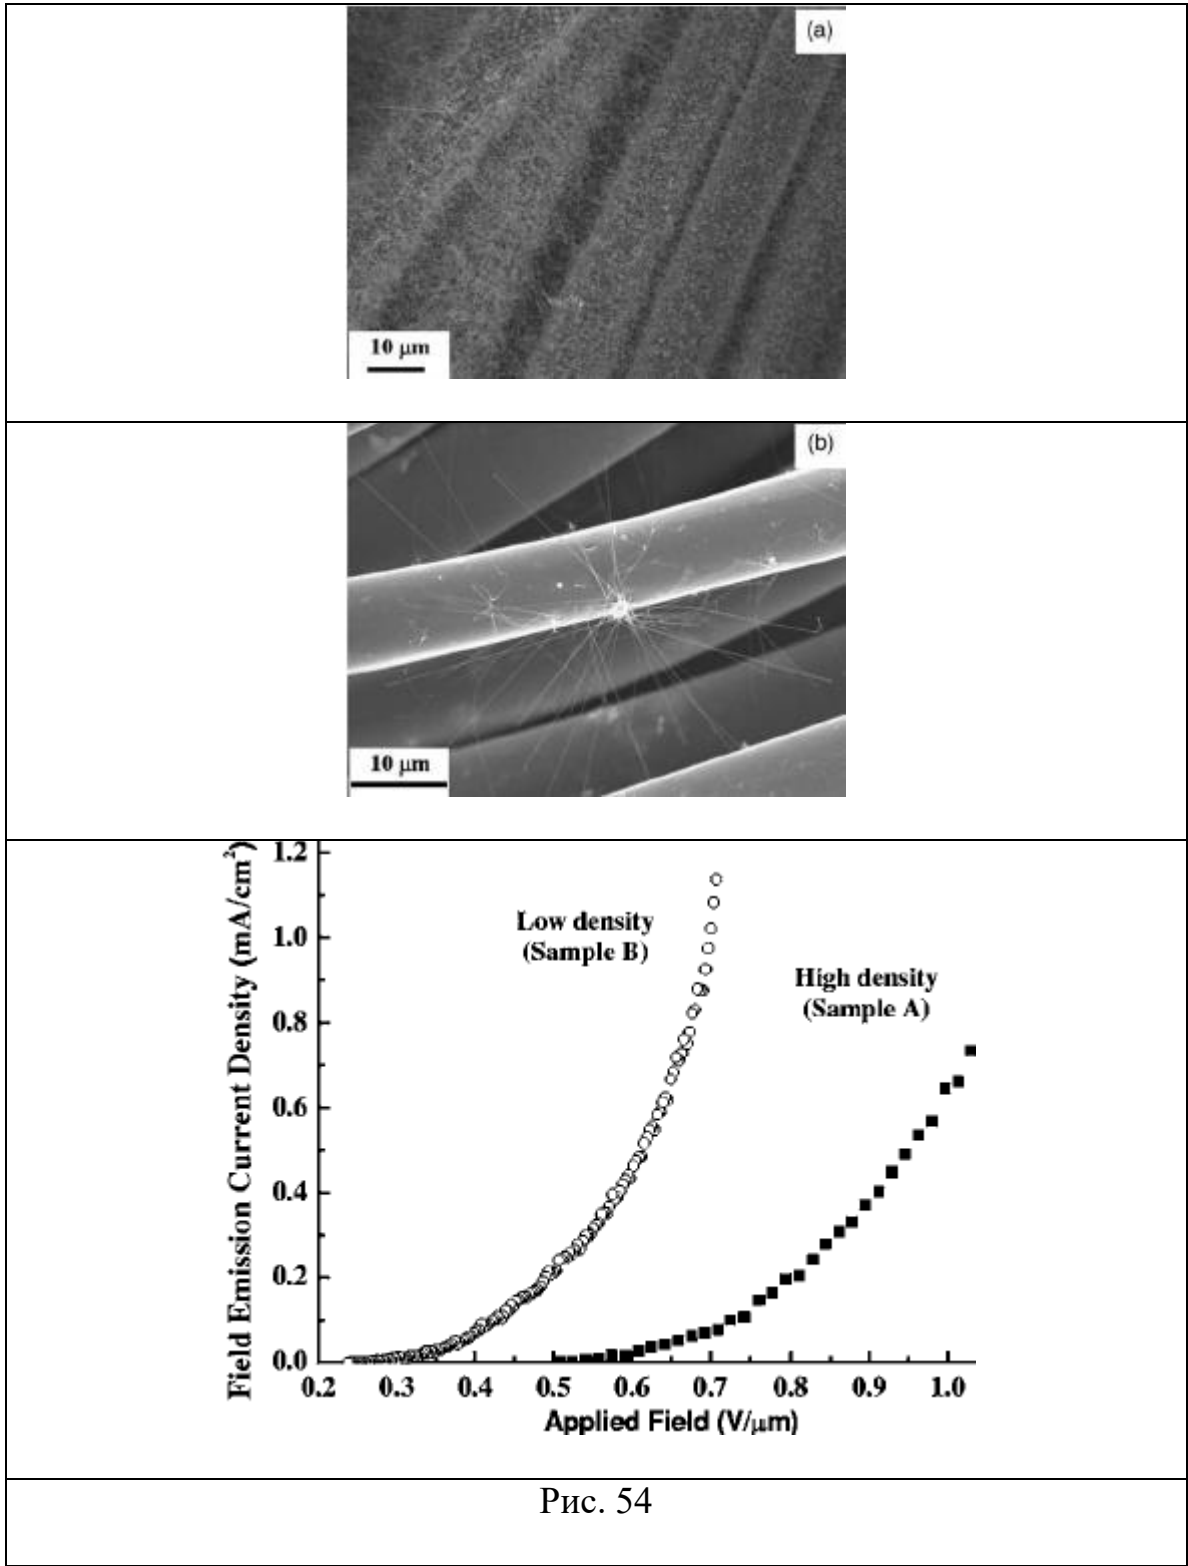 (a)
10 μm
(b)
10 μm
Field Emission Current Density (mA/cm²)
1.2
1.0
0.8
0.6
0.4
0.2
0.0
Low density
(Sample B)
High density
(Sample A)
0.2 0.3 0.4 0.5 0.6 0.7 0.8 0.9 1.0
Applied Field (V/μm)
Рис. 54